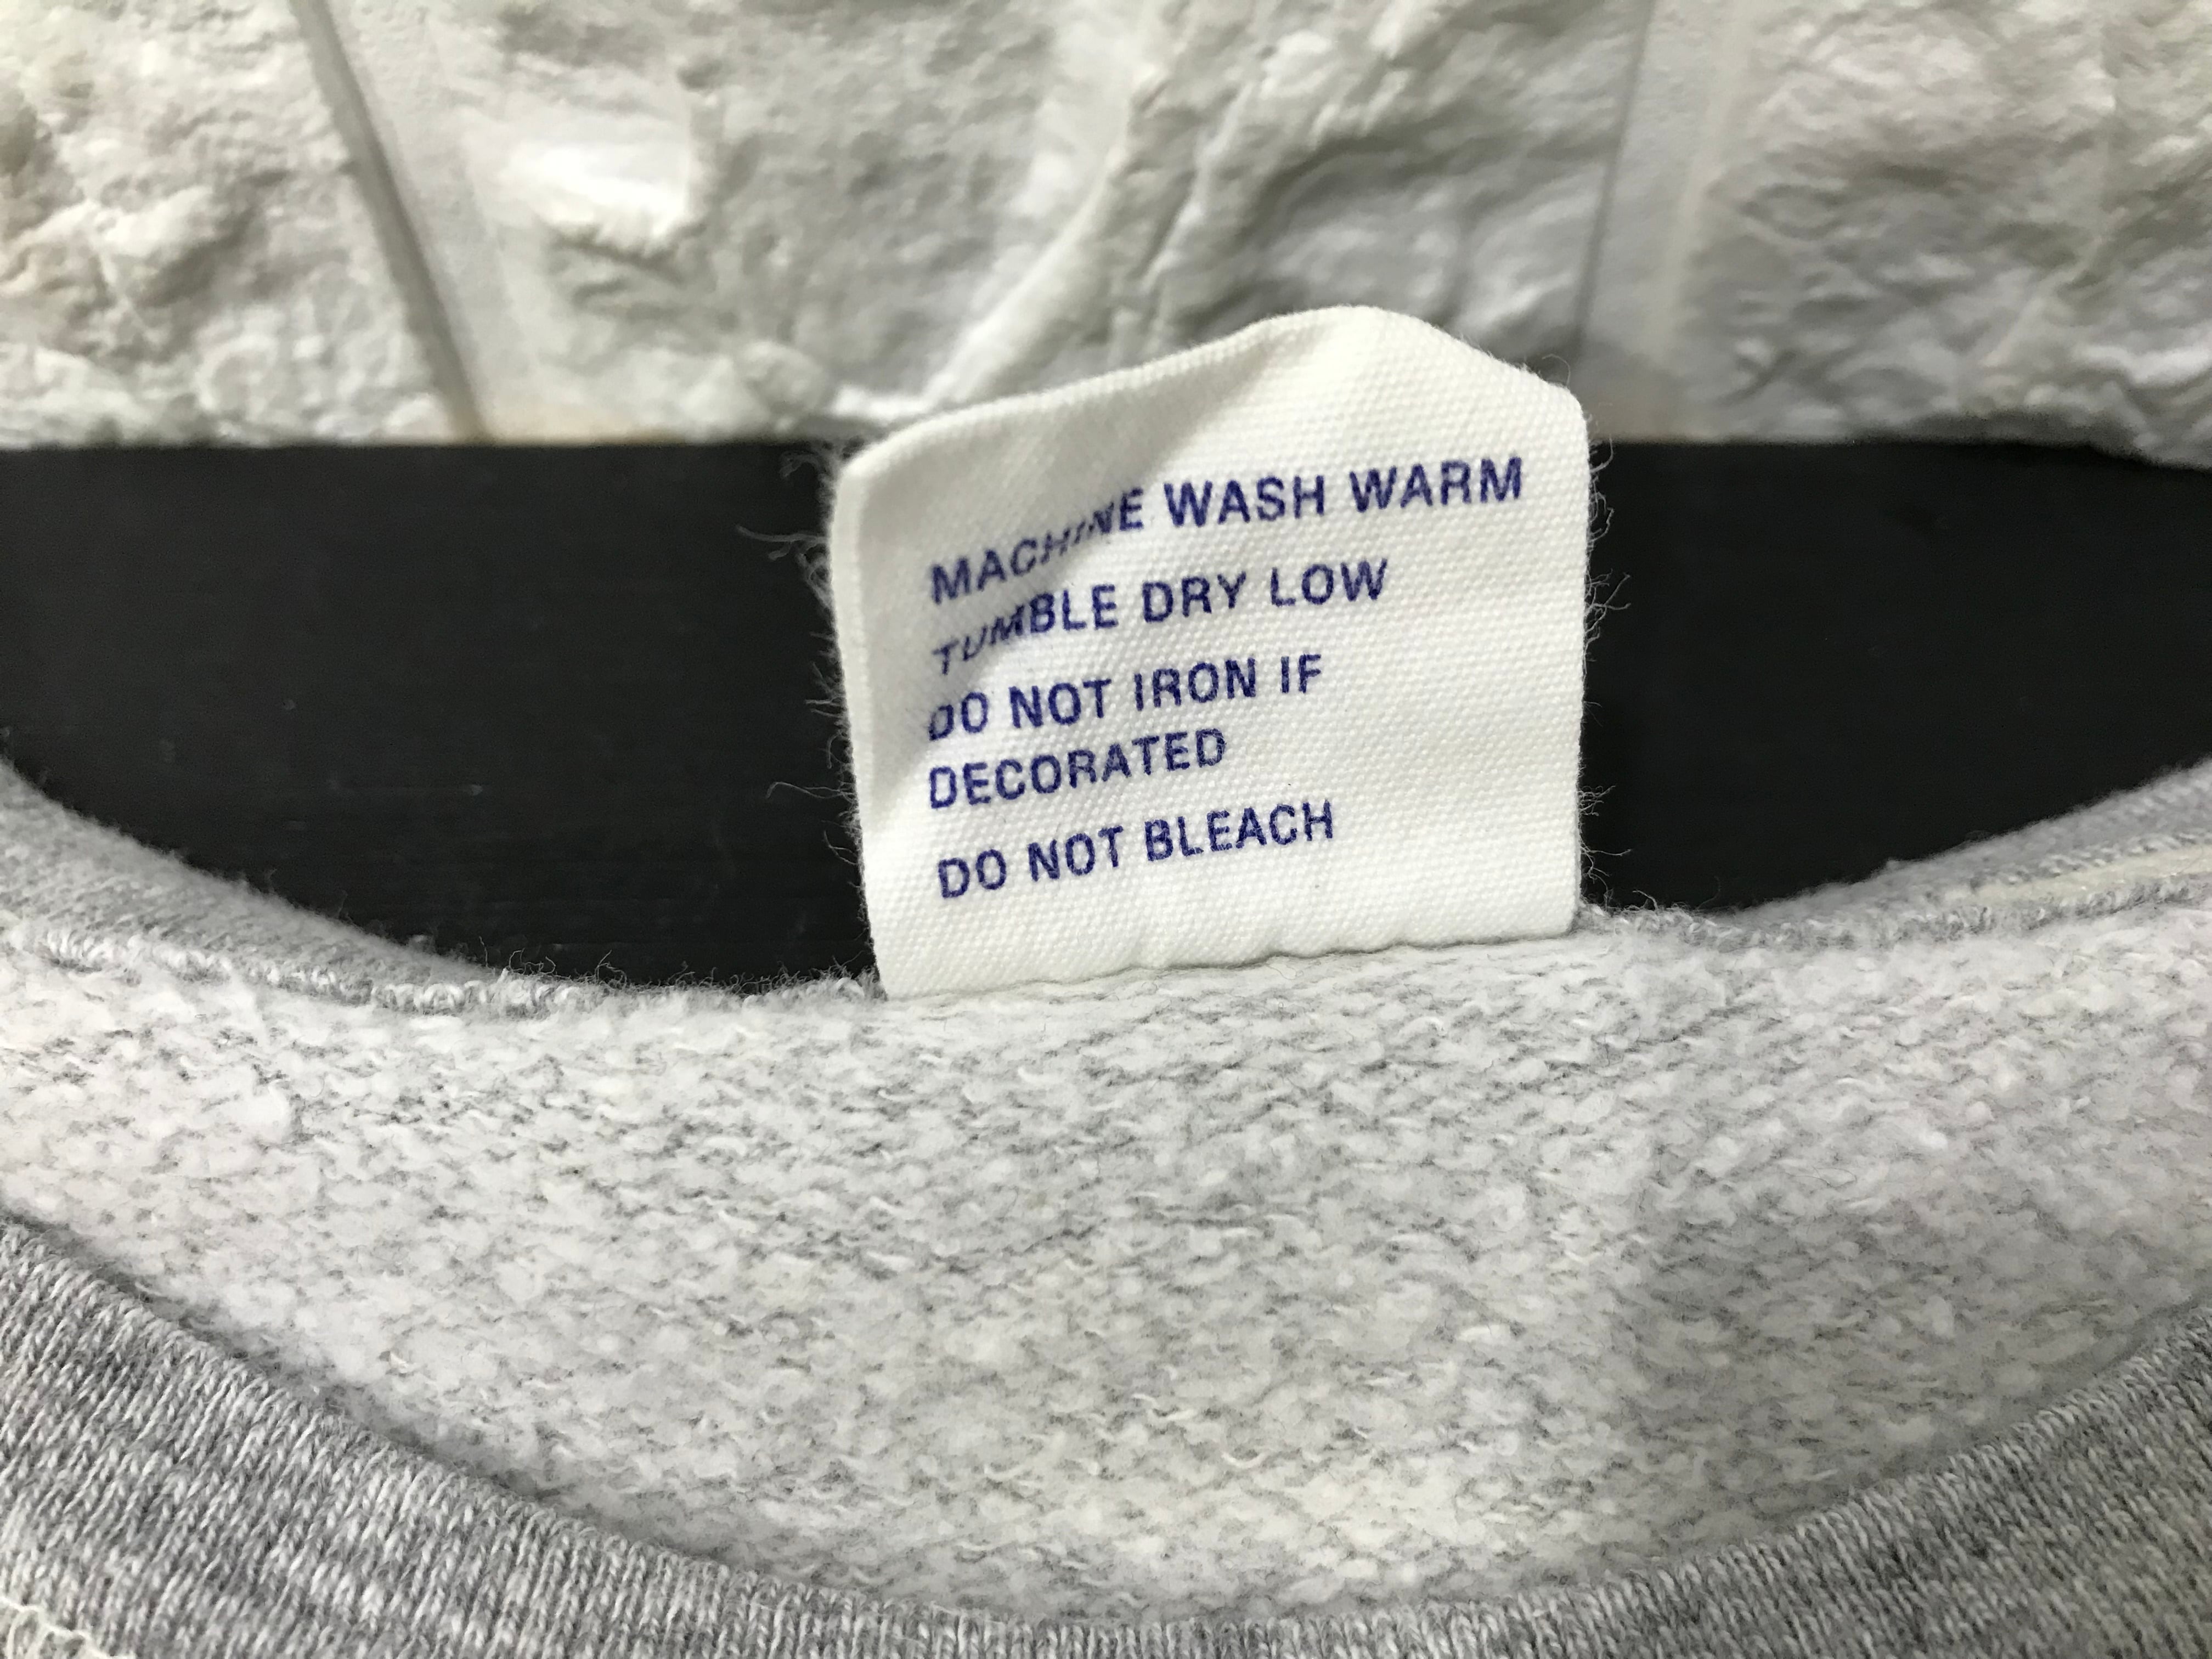 MACHINE WASH WARM
TUMBLE DRY LOW
DO NOT IRON IF
DECORATED
DO NOT BLEACH